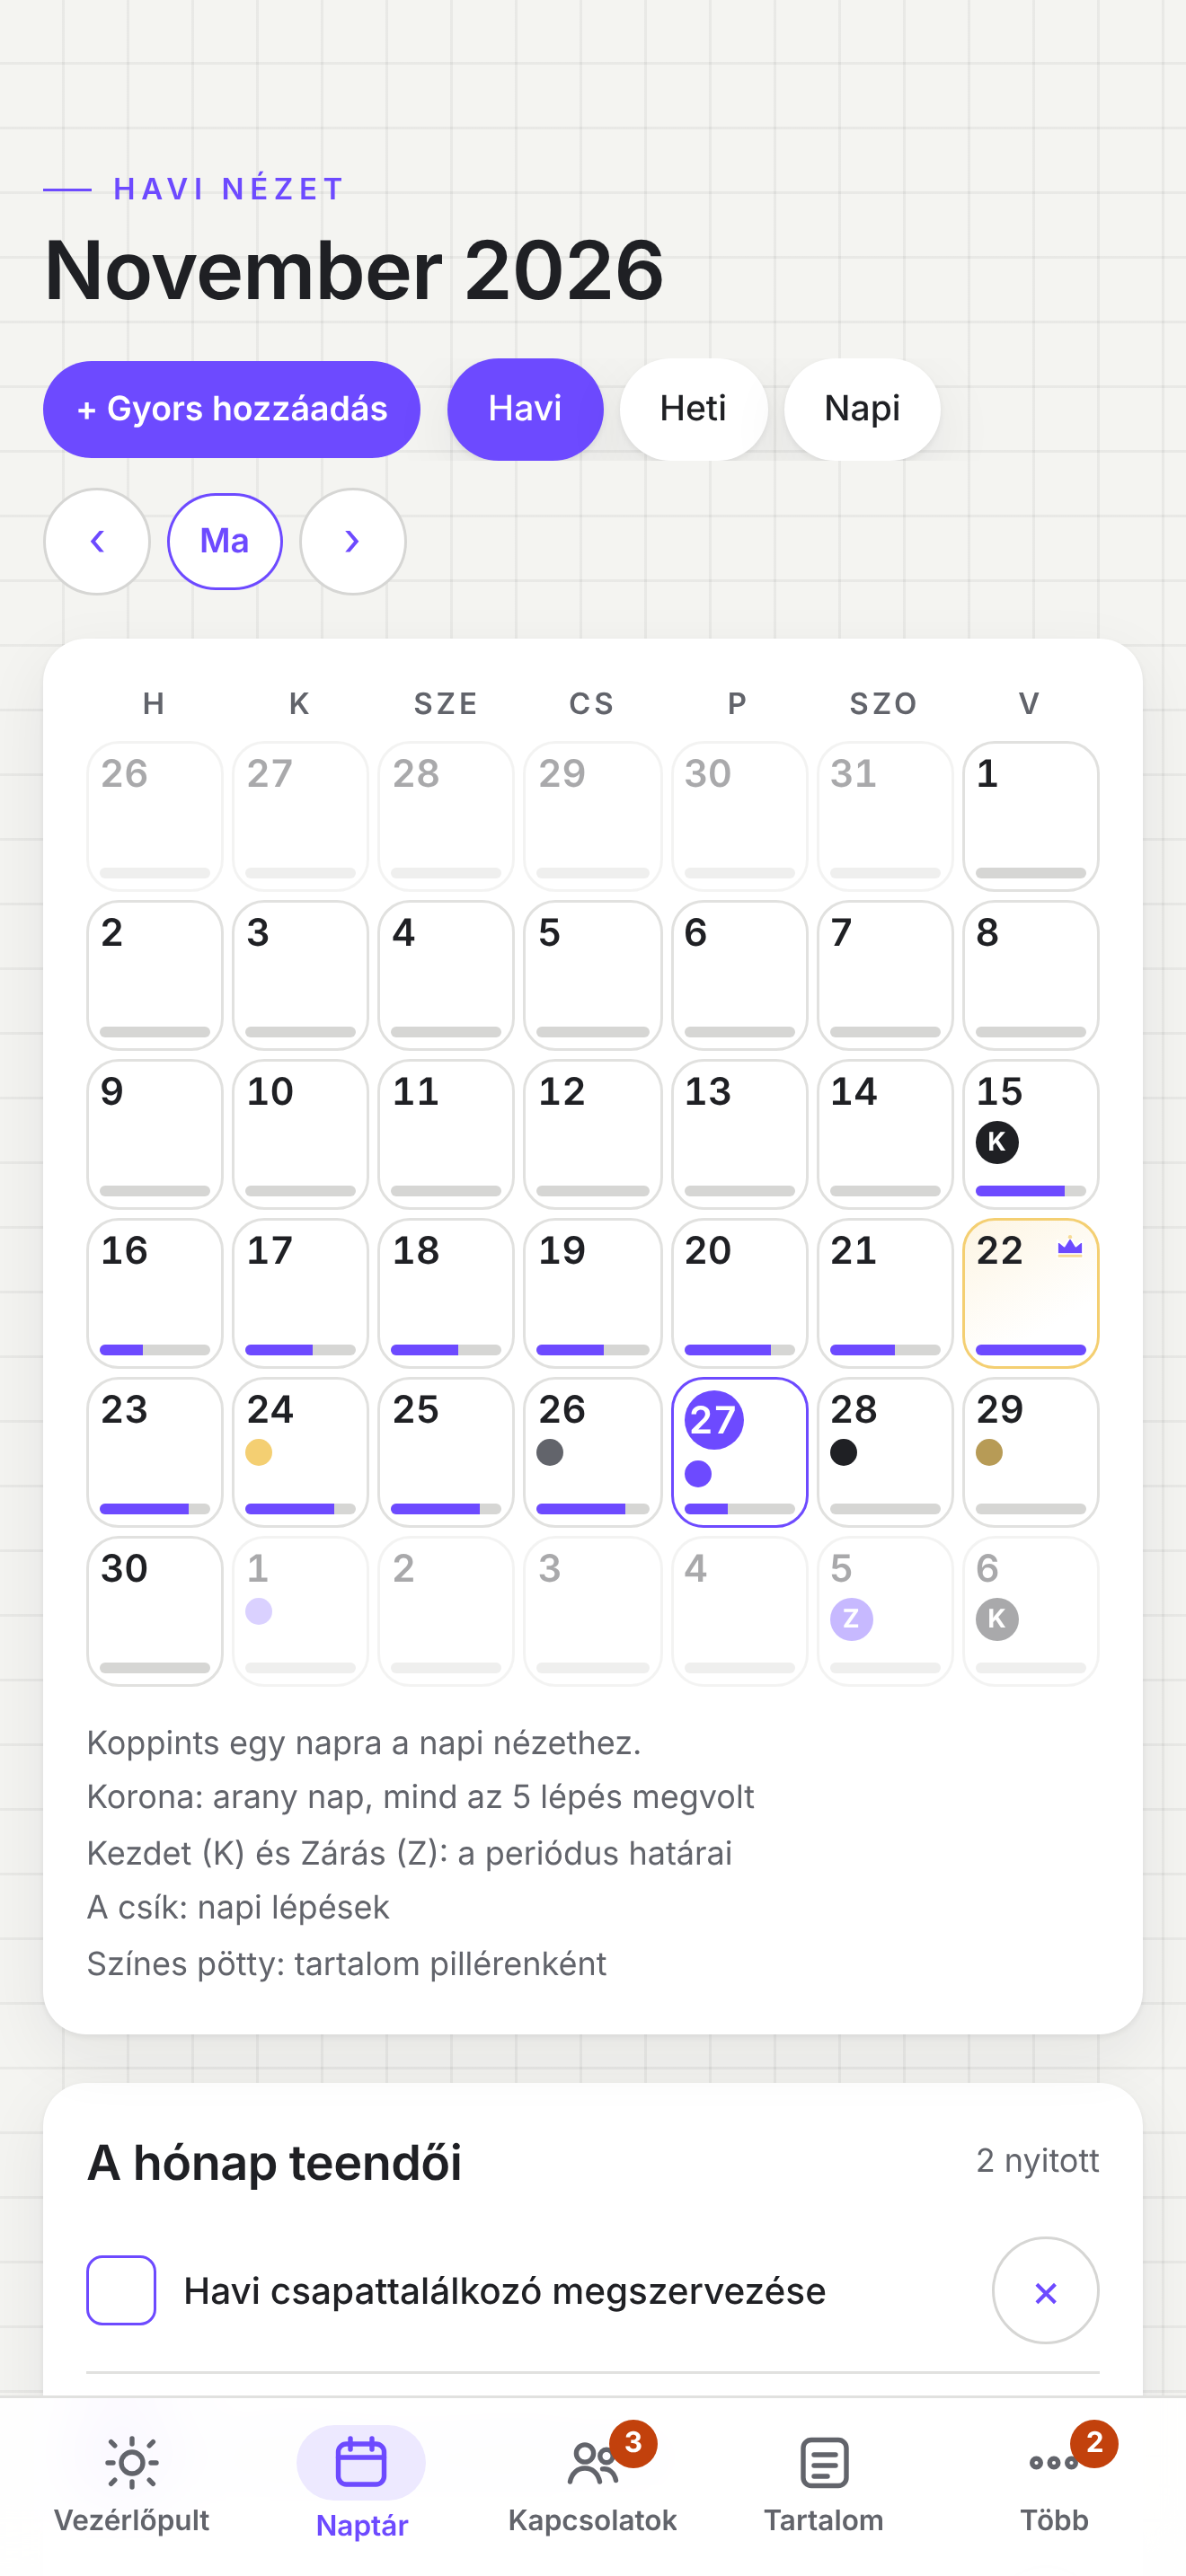 HAVI NÉZET
November 2026
+ Gyors hozzáadás Havi Heti Napi
‹ Ma ›
H K SZE CS P SZO V
26 27 28 29 30 31 1
2 3 4 5 6 7 8
9 10 11 12 13 14 15
K
16 17 18 19 20 21 22
23 24 25 26 27 28 29
30 1 2 3 4 5 6
Z K
Koppints egy napra a napi nézethez.
Korona: arany nap, mind az 5 lépés megvolt
Kezdet (K) és Zárás (Z): a periódus határai
A csík: napi lépések
Színes pötty: tartalom pillérenként
A hónap teendői 2 nyitott
Havi csapattalálkozó megszervezése ×
3 2
Vezérlőpult Naptár Kapcsolatok Tartalom Több